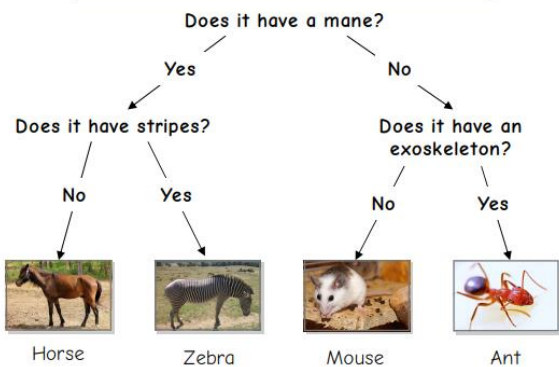 Does it have a mane?
Yes
No
Does it have stripes?
Does it have an
exoskeleton?
No
Yes
No
Yes
Horse
Zebra
Mouse
Ant